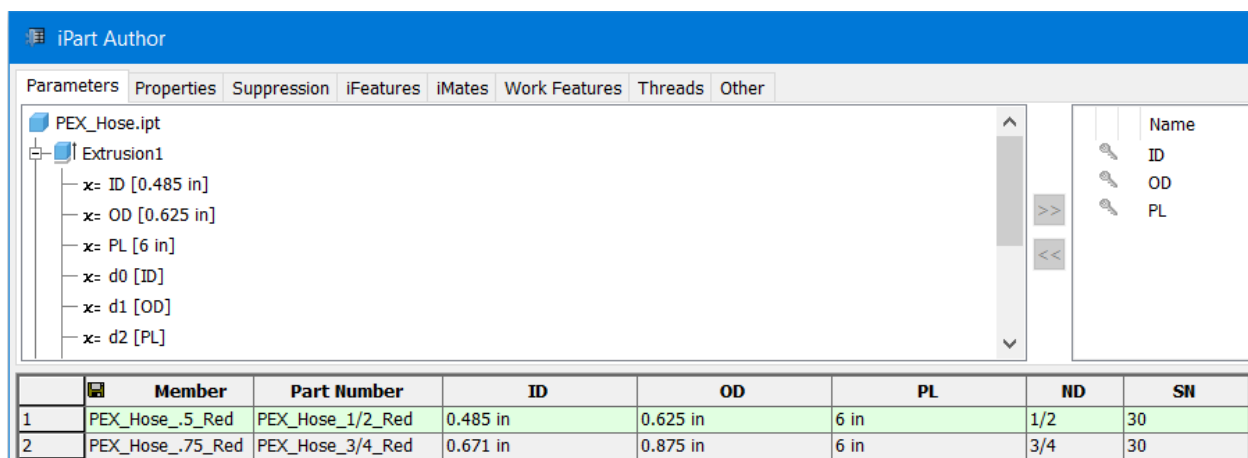 iPart Author
Parameters Properties Suppression iFeatures iMates Work Features Threads Other
PEX_Hose.ipt
Extrusion1
x= ID [0.485 in]
x= OD [0.625 in]
x= PL [6 in]
x= d0 [ID]
x= d1 [OD]
x= d2 [PL]
>>
<<
Name
ID
OD
PL
Member Part Number ID OD PL ND SN
1 PEX_Hose_.5_Red PEX_Hose_1/2_Red 0.485 in 0.625 in 6 in 1/2 30
2 PEX_Hose_.75_Red PEX_Hose_3/4_Red 0.671 in 0.875 in 6 in 3/4 30